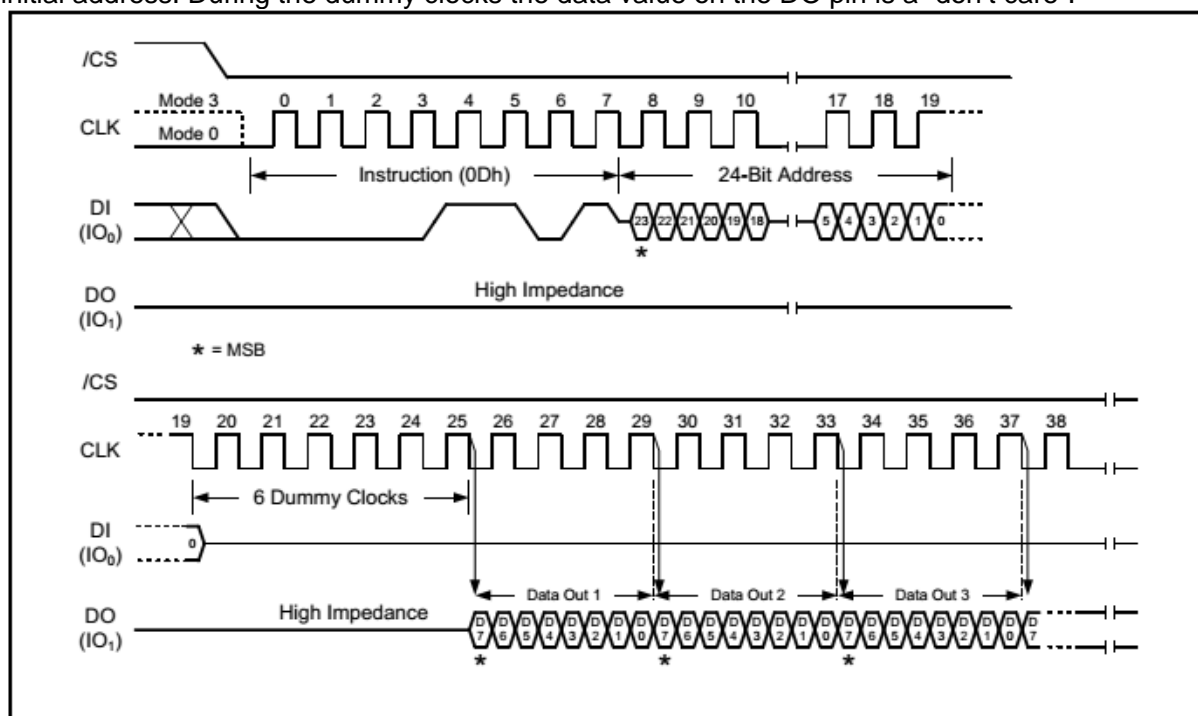 initial address. During the dummy clocks the data value on the DO pin is a "don't care".
/CS
Mode 3 0 1 2 3 4 5 6 7 8 9 10 17 18 19
CLK
Mode 0
Instruction (0Dh) 24-Bit Address
DI
(IO₀)
23 22 21 20 19 18 5 4 3 2 1 0
*
High Impedance
DO
(IO₁)
* = MSB
/CS
19 20 21 22 23 24 25 26 27 28 29 30 31 32 33 34 35 36 37 38
CLK
6 Dummy Clocks
DI
(IO₀)
0
Data Out 1 Data Out 2 Data Out 3
High Impedance
DO
(IO₁)
D7 D6 D5 D4 D3 D2 D1 D0 D7 D6 D5 D4 D3 D2 D1 D0 D7 D6 D5 D4 D3 D2 D1 D0 D7
* * *